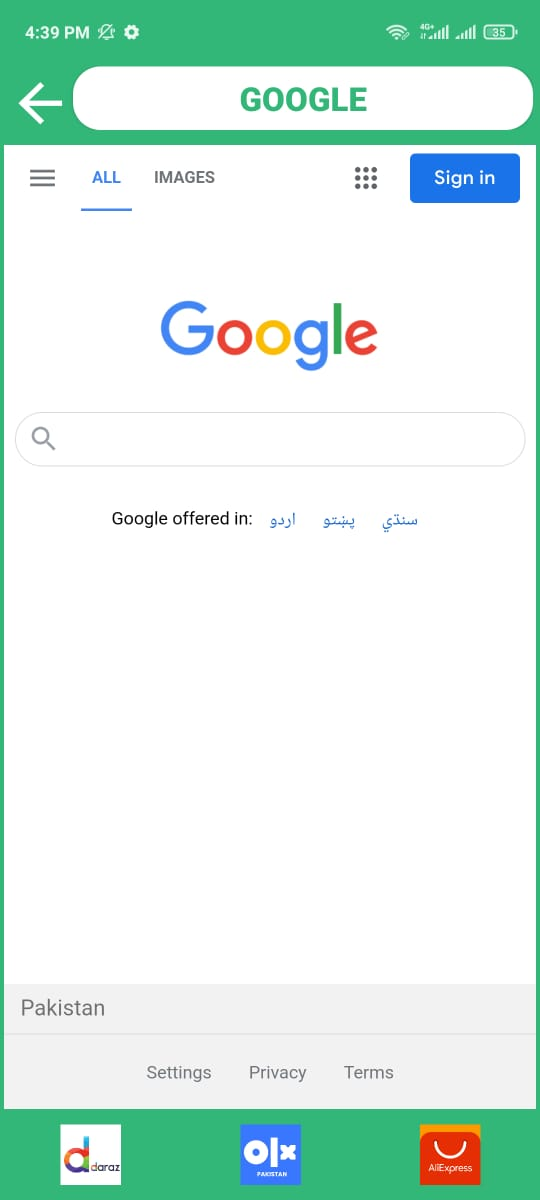 4:39 PM 4G+ 35
GOOGLE
ALL IMAGES Sign in
Google
Google offered in: اردو پښتو سنڌي
Pakistan
Settings Privacy Terms
daraz olx AliExpress
PAKISTAN